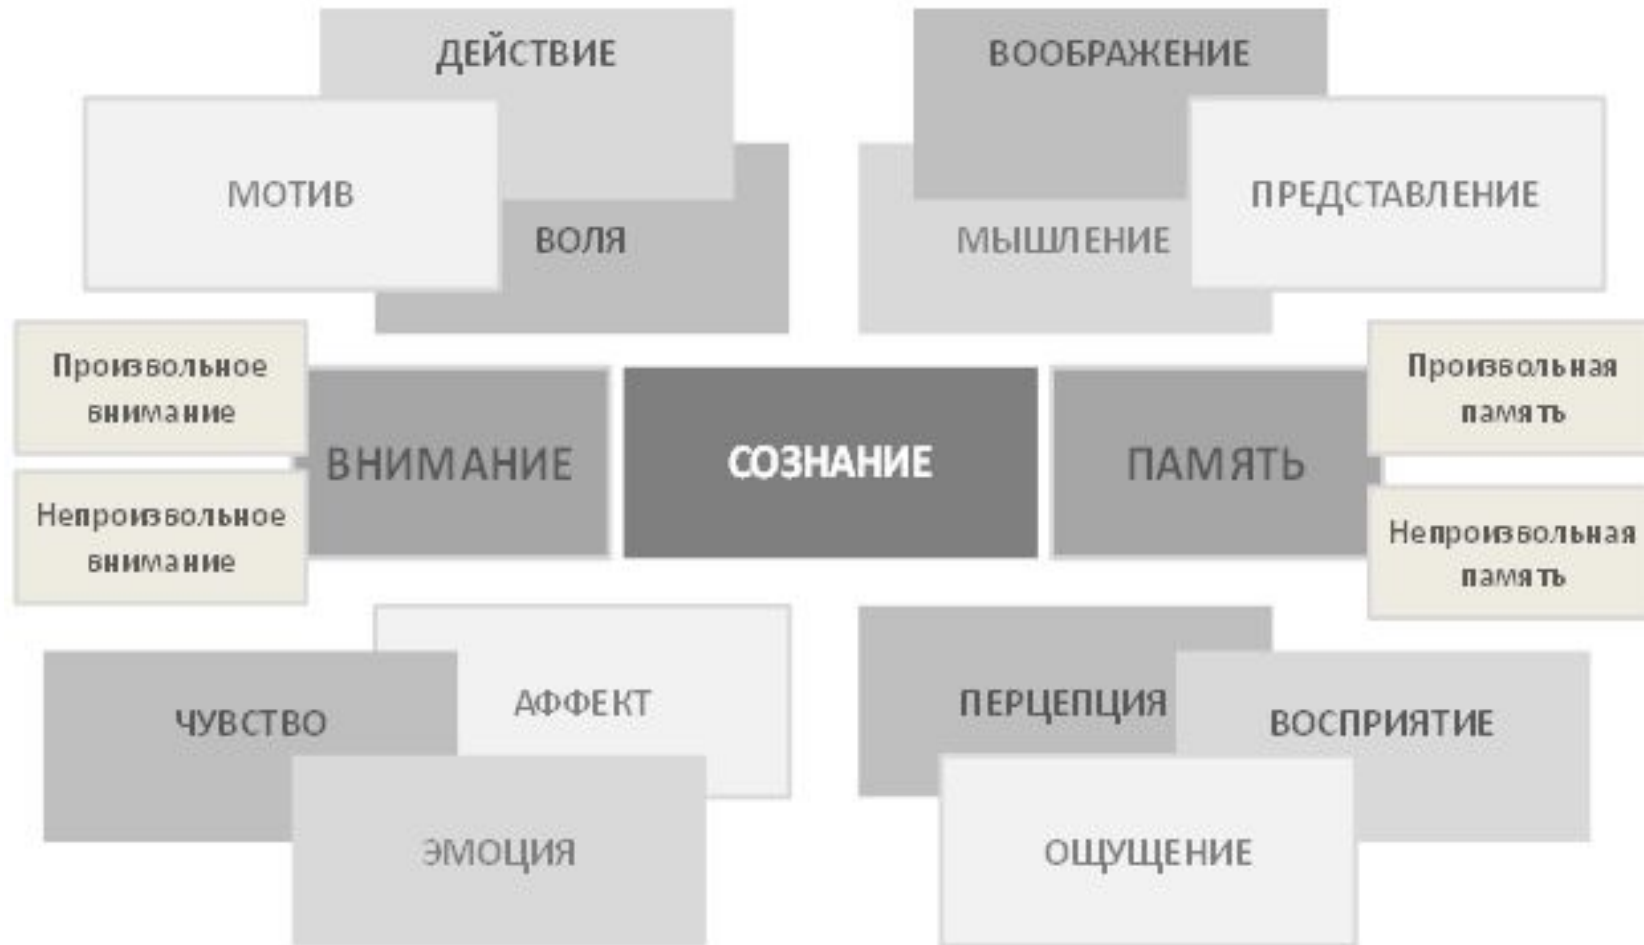 ДЕЙСТВИЕ
ВООБРАЖЕНИЕ
МОТИВ
ПРЕДСТАВЛЕНИЕ
ВОЛЯ
МЫШЛЕНИЕ
Произвольное
внимание
Непроизвольное
внимание
ВНИМАНИЕ
СОЗНАНИЕ
ПАМЯТЬ
Произвольная
память
Непроизвольная
память
ЧУВСТВО
АФФЕКТ
ЭМОЦИЯ
ПЕРЦЕПЦИЯ
ВОСПРИЯТИЕ
ОЩУЩЕНИЕ